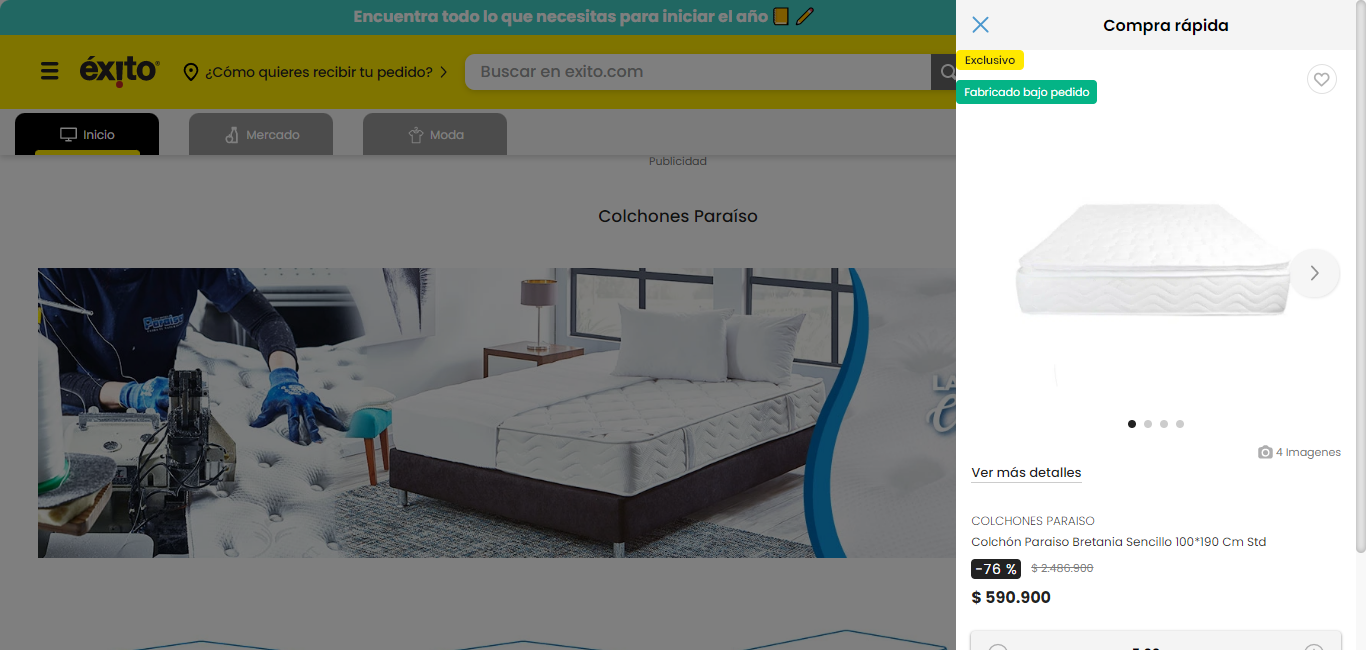 Encuentra todo lo que necesitas para iniciar el año
éxito
¿Cómo quieres recibir tu pedido?
Buscar en exito.com
Inicio
Mercado
Moda
Publicidad
Colchones Paraíso
Paraiso
Compra rápida
Exclusivo
Fabricado bajo pedido
4 Imagenes
Ver más detalles
COLCHONES PARAISO
Colchón Paraiso Bretania Sencillo 100*190 Cm Std
-76 %
$ 2.486.900
$ 590.900